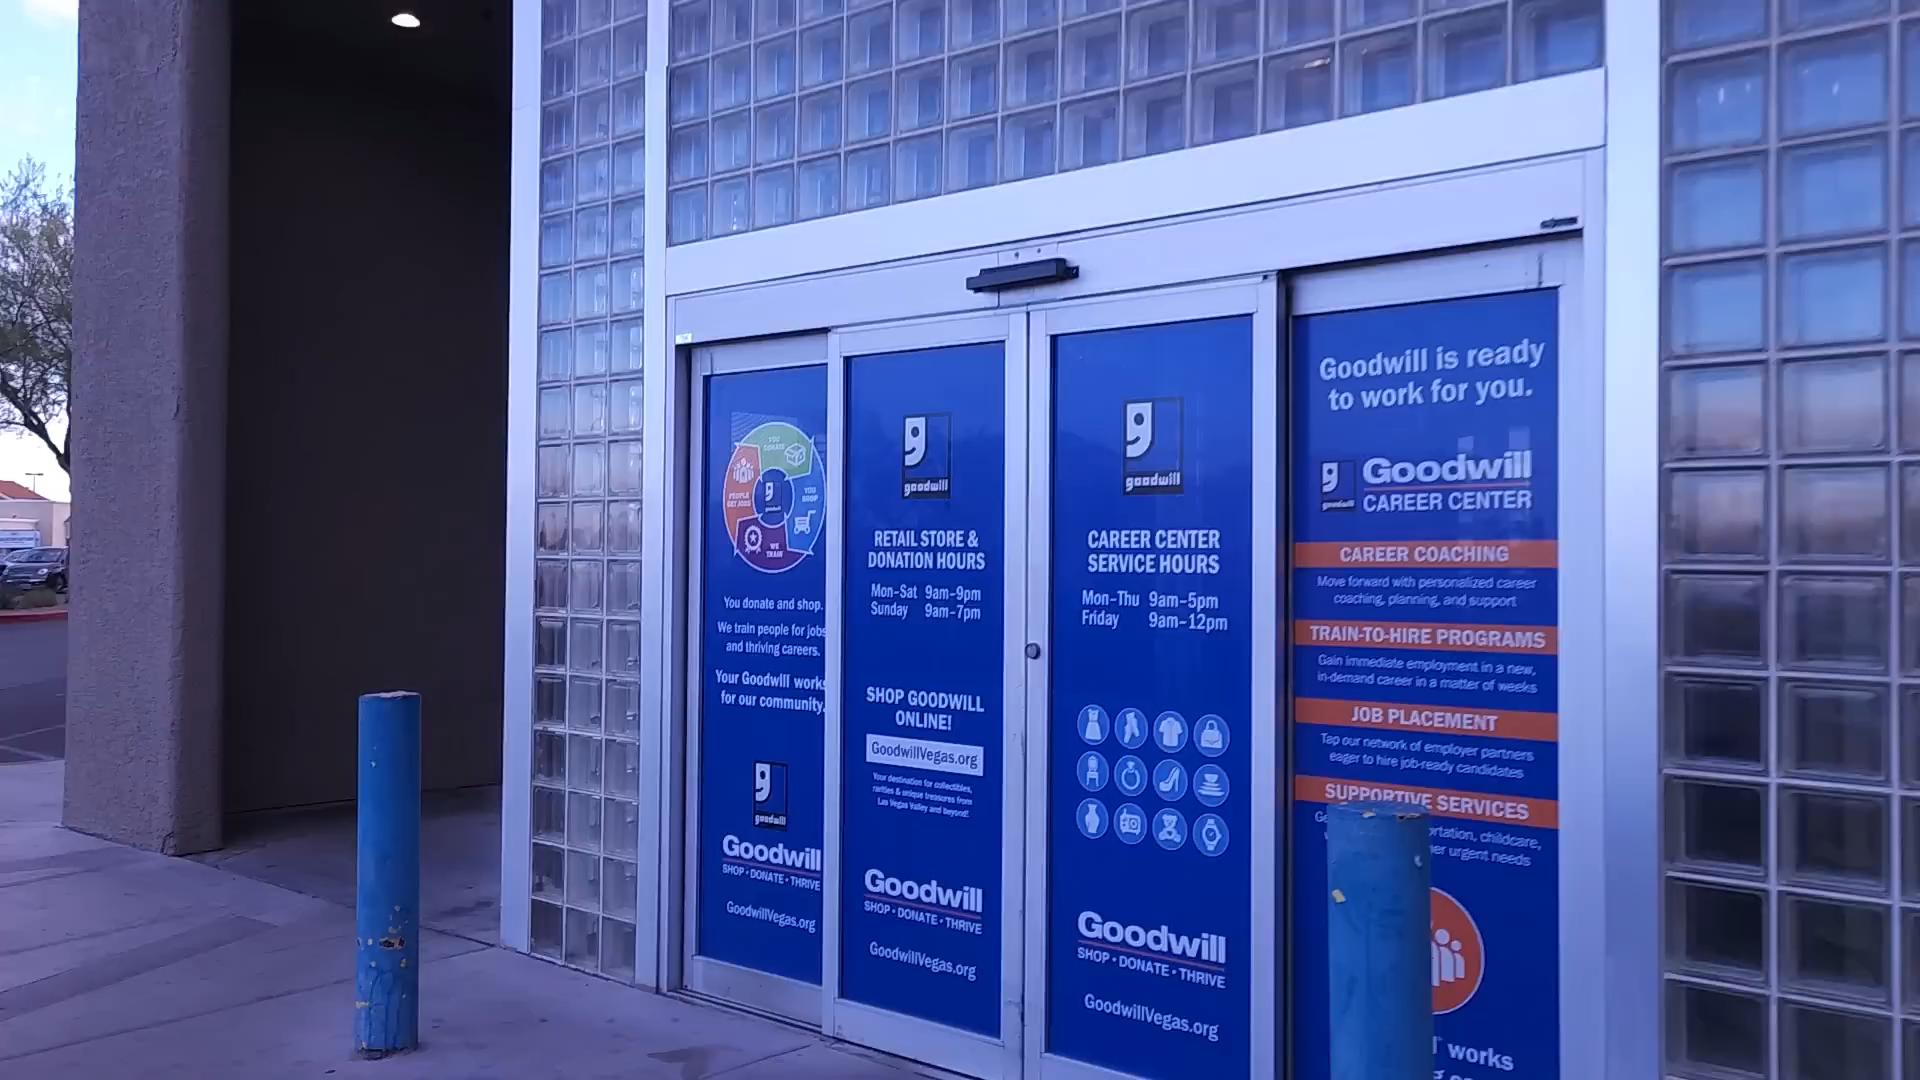 YOU
DONATE
YOU
SHOP
WE
TRAIN
PEOPLE
GET JOBS
You donate and shop.
We train people for jobs
and thriving careers.
Your Goodwill works
for our community.
goodwill
Goodwill
SHOP • DONATE • THRIVE
GoodwillVegas.org
goodwill
RETAIL STORE &
DONATION HOURS
Mon-Sat 9am-9pm
Sunday 9am-7pm
SHOP GOODWILL
ONLINE!
GoodwillVegas.org
Your destination for collectibles,
rarities & unique treasures from
Las Vegas Valley and beyond!
Goodwill
SHOP • DONATE • THRIVE
GoodwillVegas.org
goodwill
CAREER CENTER
SERVICE HOURS
Mon-Thu 9am-5pm
Friday 9am-12pm
Goodwill
SHOP • DONATE • THRIVE
GoodwillVegas.org
Goodwill is ready
to work for you.
goodwill
Goodwill
CAREER CENTER
CAREER COACHING
Move forward with personalized career
coaching, planning, and support
TRAIN-TO-HIRE PROGRAMS
Gain immediate employment in a new,
in-demand career in a matter of weeks
JOB PLACEMENT
Tap our network of employer partners
eager to hire job-ready candidates
SUPPORTIVE SERVICES
childcare,
urgent needs
works